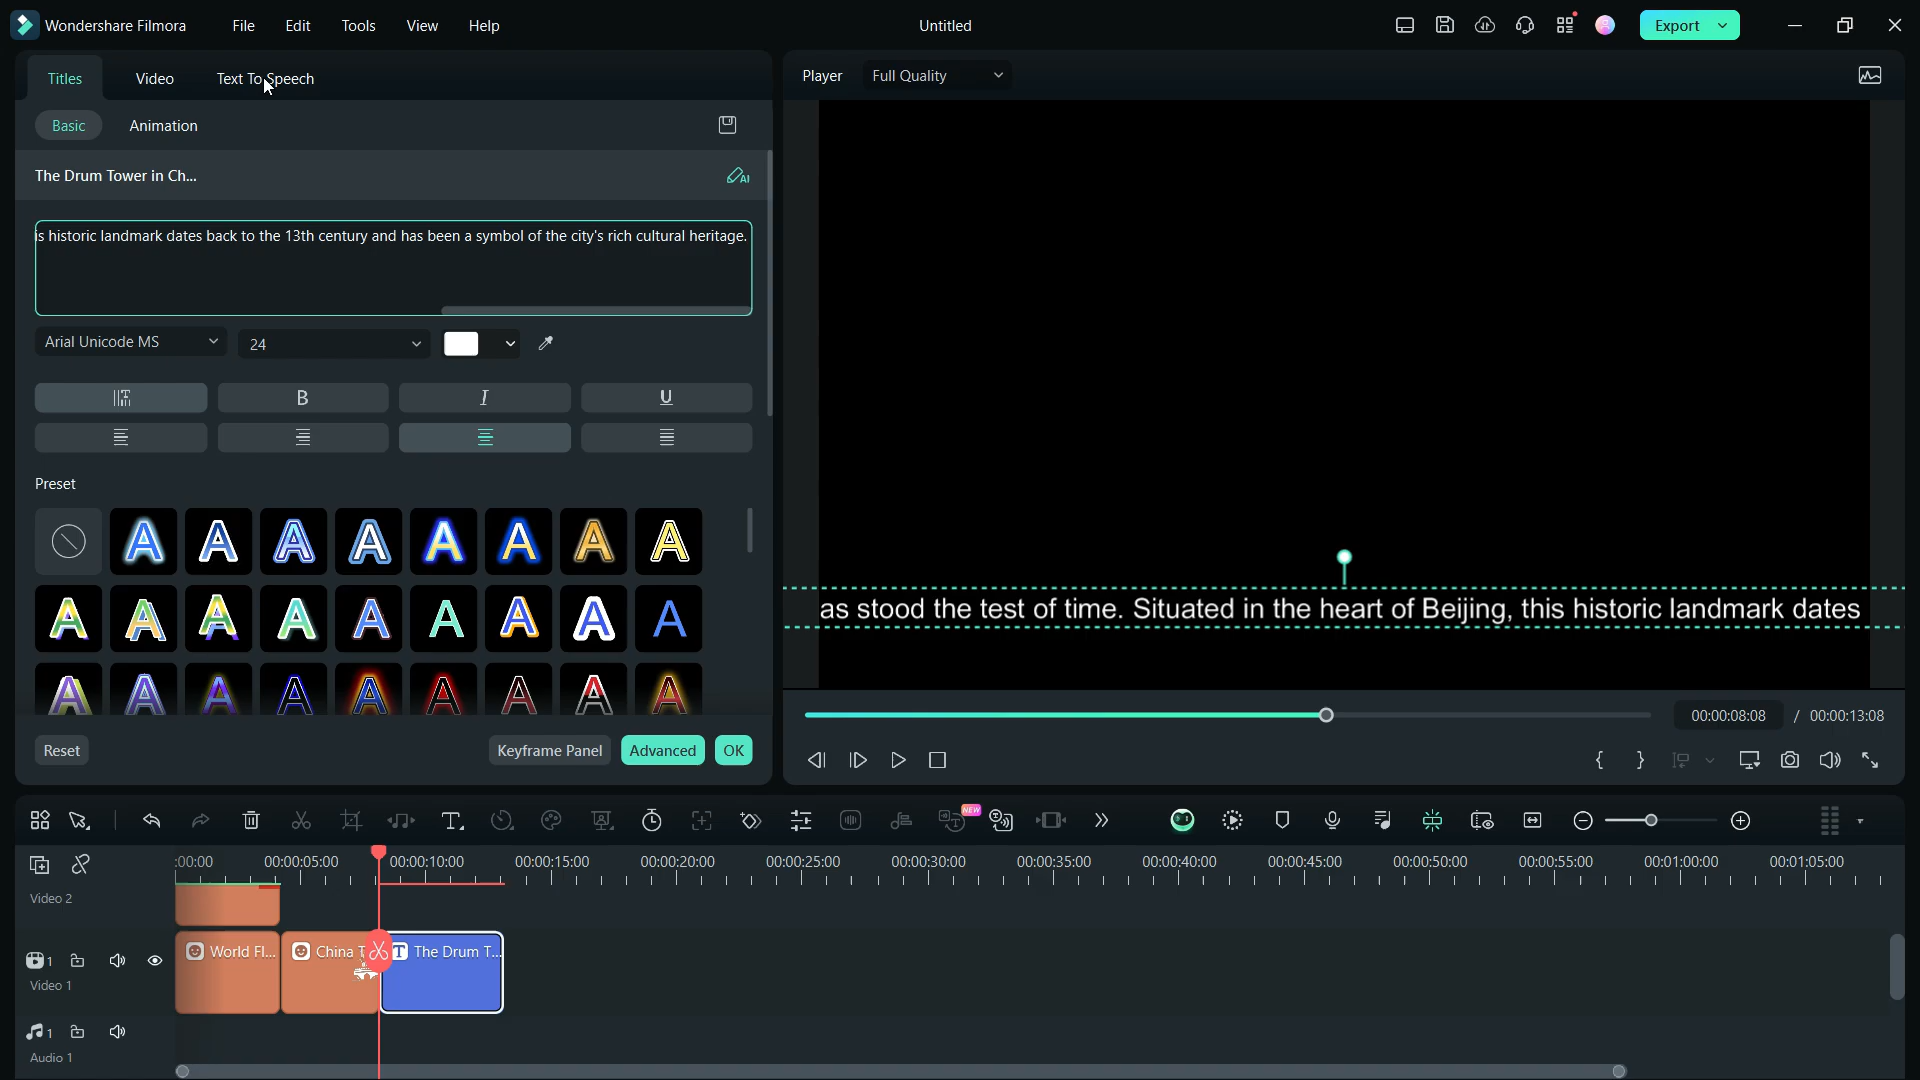 Wondershare Filmora File Edit Tools View Help Untitled Export
Titles Video Text To Speech Player Full Quality
Basic Animation
The Drum Tower in Ch... AI
is historic landmark dates back to the 13th century and has been a symbol of the city's rich cultural heritage.
Arial Unicode MS 24
B I U
Preset
as stood the test of time. Situated in the heart of Beijing, this historic landmark dates
00:00:08:08 / 00:00:13:08
Reset Keyframe Panel Advanced OK
NEW
:00:00 00:00:05:00 00:00:10:00 00:00:15:00 00:00:20:00 00:00:25:00 00:00:30:00 00:00:35:00 00:00:40:00 00:00:45:00 00:00:50:00 00:00:55:00 00:01:00:00 00:01:05:00
Video 2
1 World Fl... China T The Drum T...
Video 1
1
Audio 1